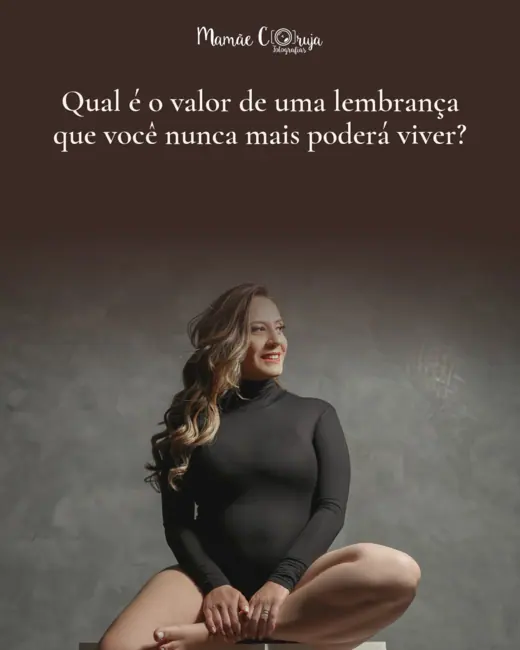 Mamãe Coruja
fotografias
Qual é o valor de uma lembrança
que você nunca mais poderá viver?